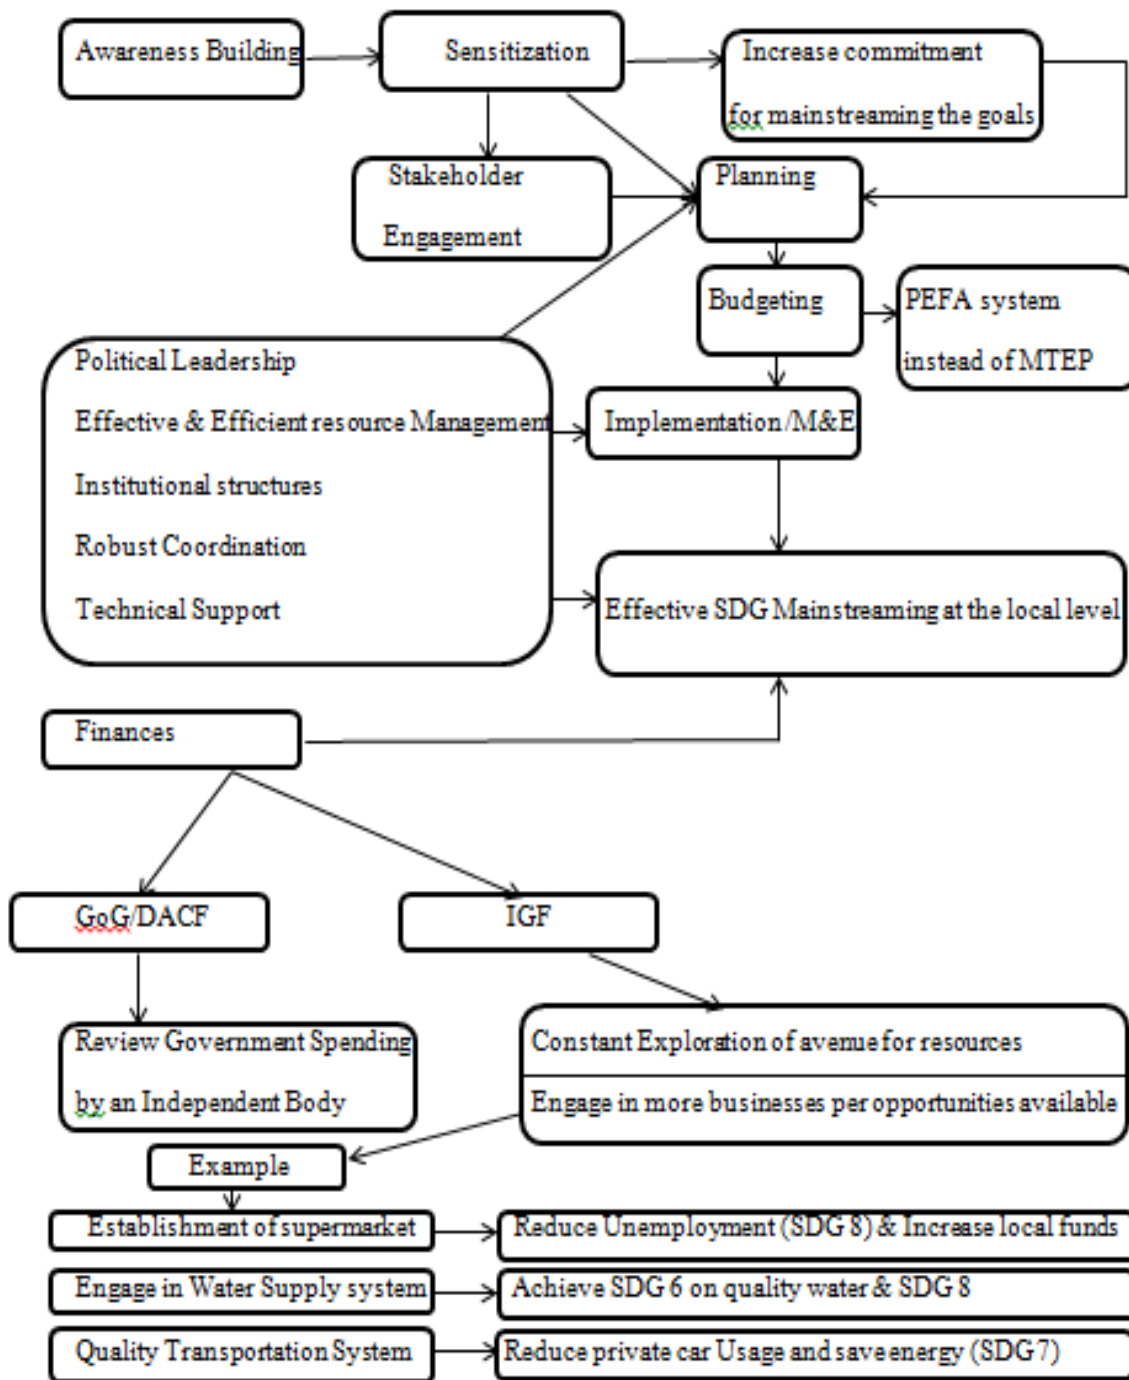 Awareness Building
Sensitization
Increase commitment
for mainstreaming the goals
Stakeholder
Engagement
Planning
Budgeting
PEFA system
instead of MTEP
Political Leadership
Effective & Efficient resource Management
Institutional structures
Robust Coordination
Technical Support
Implementation /M&E
Effective SDG Mainstreaming at the local level
Finances
GoG/DACF
IGF
Review Government Spending
by an Independent Body
Constant Exploration of avenue for resources
Engage in more businesses per opportunities available
Example
Establishment of supermarket
Reduce Unemployment (SDG 8) & Increase local funds
Engage in Water Supply system
Achieve SDG 6 on quality water & SDG 8
Quality Transportation System
Reduce private car Usage and save energy (SDG 7)